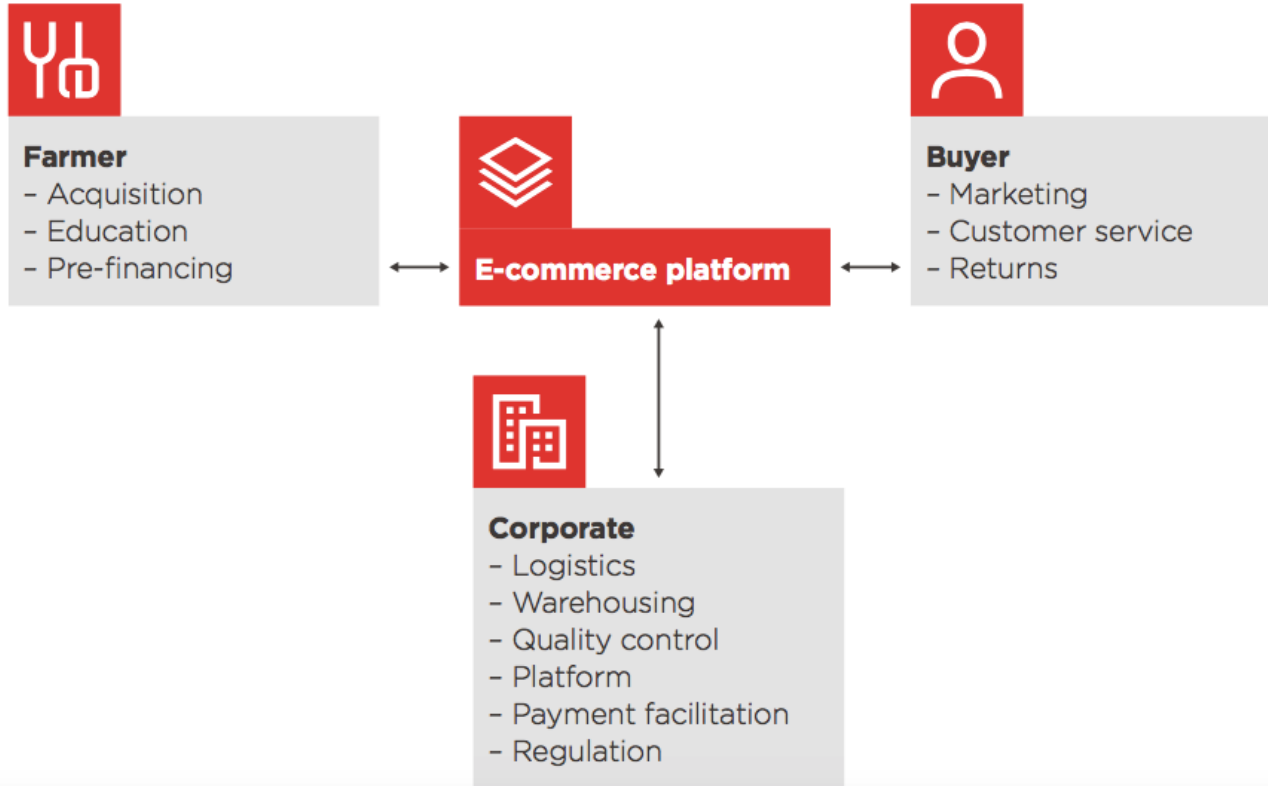 Farmer
– Acquisition
– Education
– Pre-financing
E-commerce platform
Buyer
– Marketing
– Customer service
– Returns
Corporate
– Logistics
– Warehousing
– Quality control
– Platform
– Payment facilitation
– Regulation